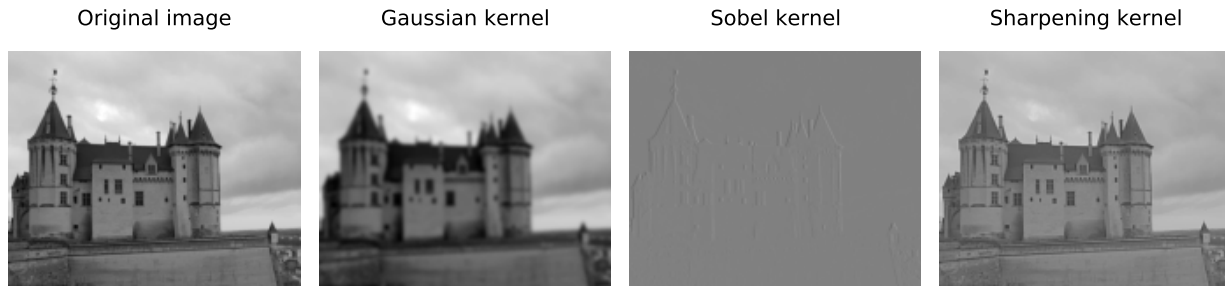 Original image
Gaussian kernel
Sobel kernel
Sharpening kernel